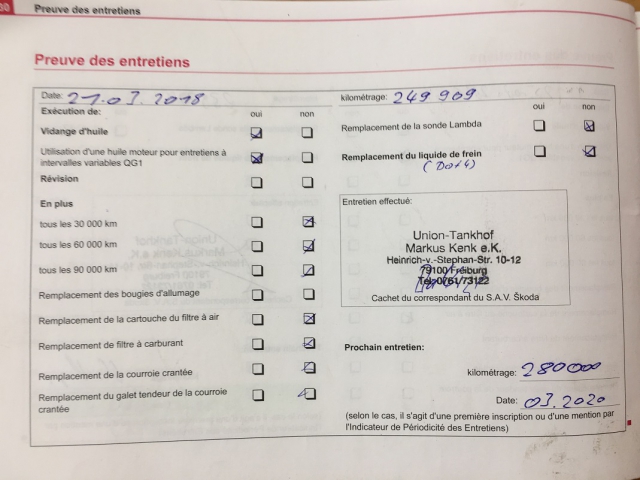 30 Preuve des entretiens
Preuve des entretiens
Date: 21.03.2018
kilométrage: 249 909
Exécution de:
oui non
oui non
Vidange d'huile
Remplacement de la sonde Lambda
Utilisation d'une huile moteur pour entretiens à
intervalles variables QG1
Remplacement du liquide de frein
(Dot4)
Révision
En plus
Entretien effectué:
tous les 30 000 km
tous les 60 000 km
tous les 90 000 km
Union-Tankhof
Markus Kenk e.K.
Heinrich-v.-Stephan-Str. 10-12
79100 Freiburg
Tel. 0761/73122
Cachet du correspondant du S.A.V. Škoda
Remplacement des bougies d'allumage
Remplacement de la cartouche du filtre à air
Remplacement de filtre à carburant
Remplacement de la courroie crantée
Remplacement du galet tendeur de la courroie
crantée
Prochain entretien:
kilométrage: 280000
Date: 03.2020
(selon le cas, il s'agit d'une première inscription ou d'une mention par
l'Indicateur de Périodicité des Entretiens)